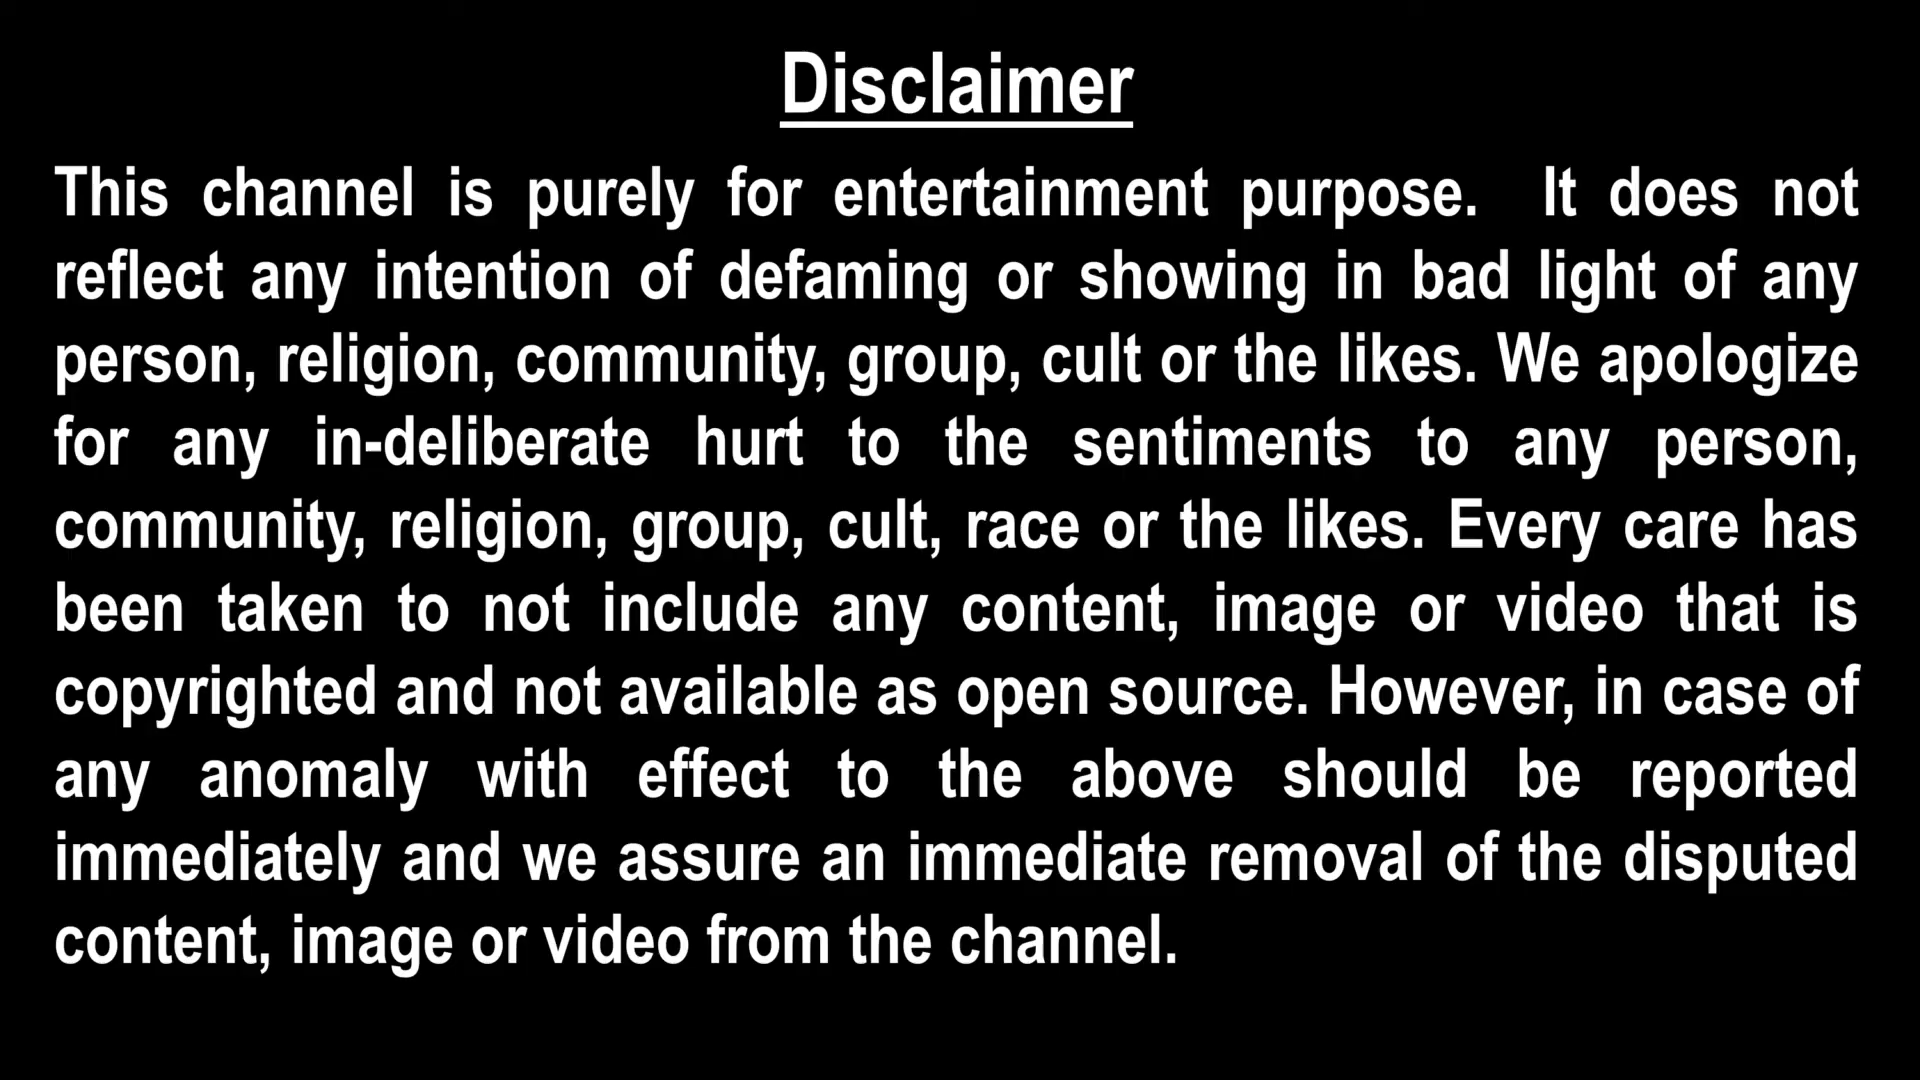 Disclaimer
This channel is purely for entertainment purpose. It does not
reflect any intention of defaming or showing in bad light of any
person, religion, community, group, cult or the likes. We apologize
for any in-deliberate hurt to the sentiments to any person,
community, religion, group, cult, race or the likes. Every care has
been taken to not include any content, image or video that is
copyrighted and not available as open source. However, in case of
any anomaly with effect to the above should be reported
immediately and we assure an immediate removal of the disputed
content, image or video from the channel.